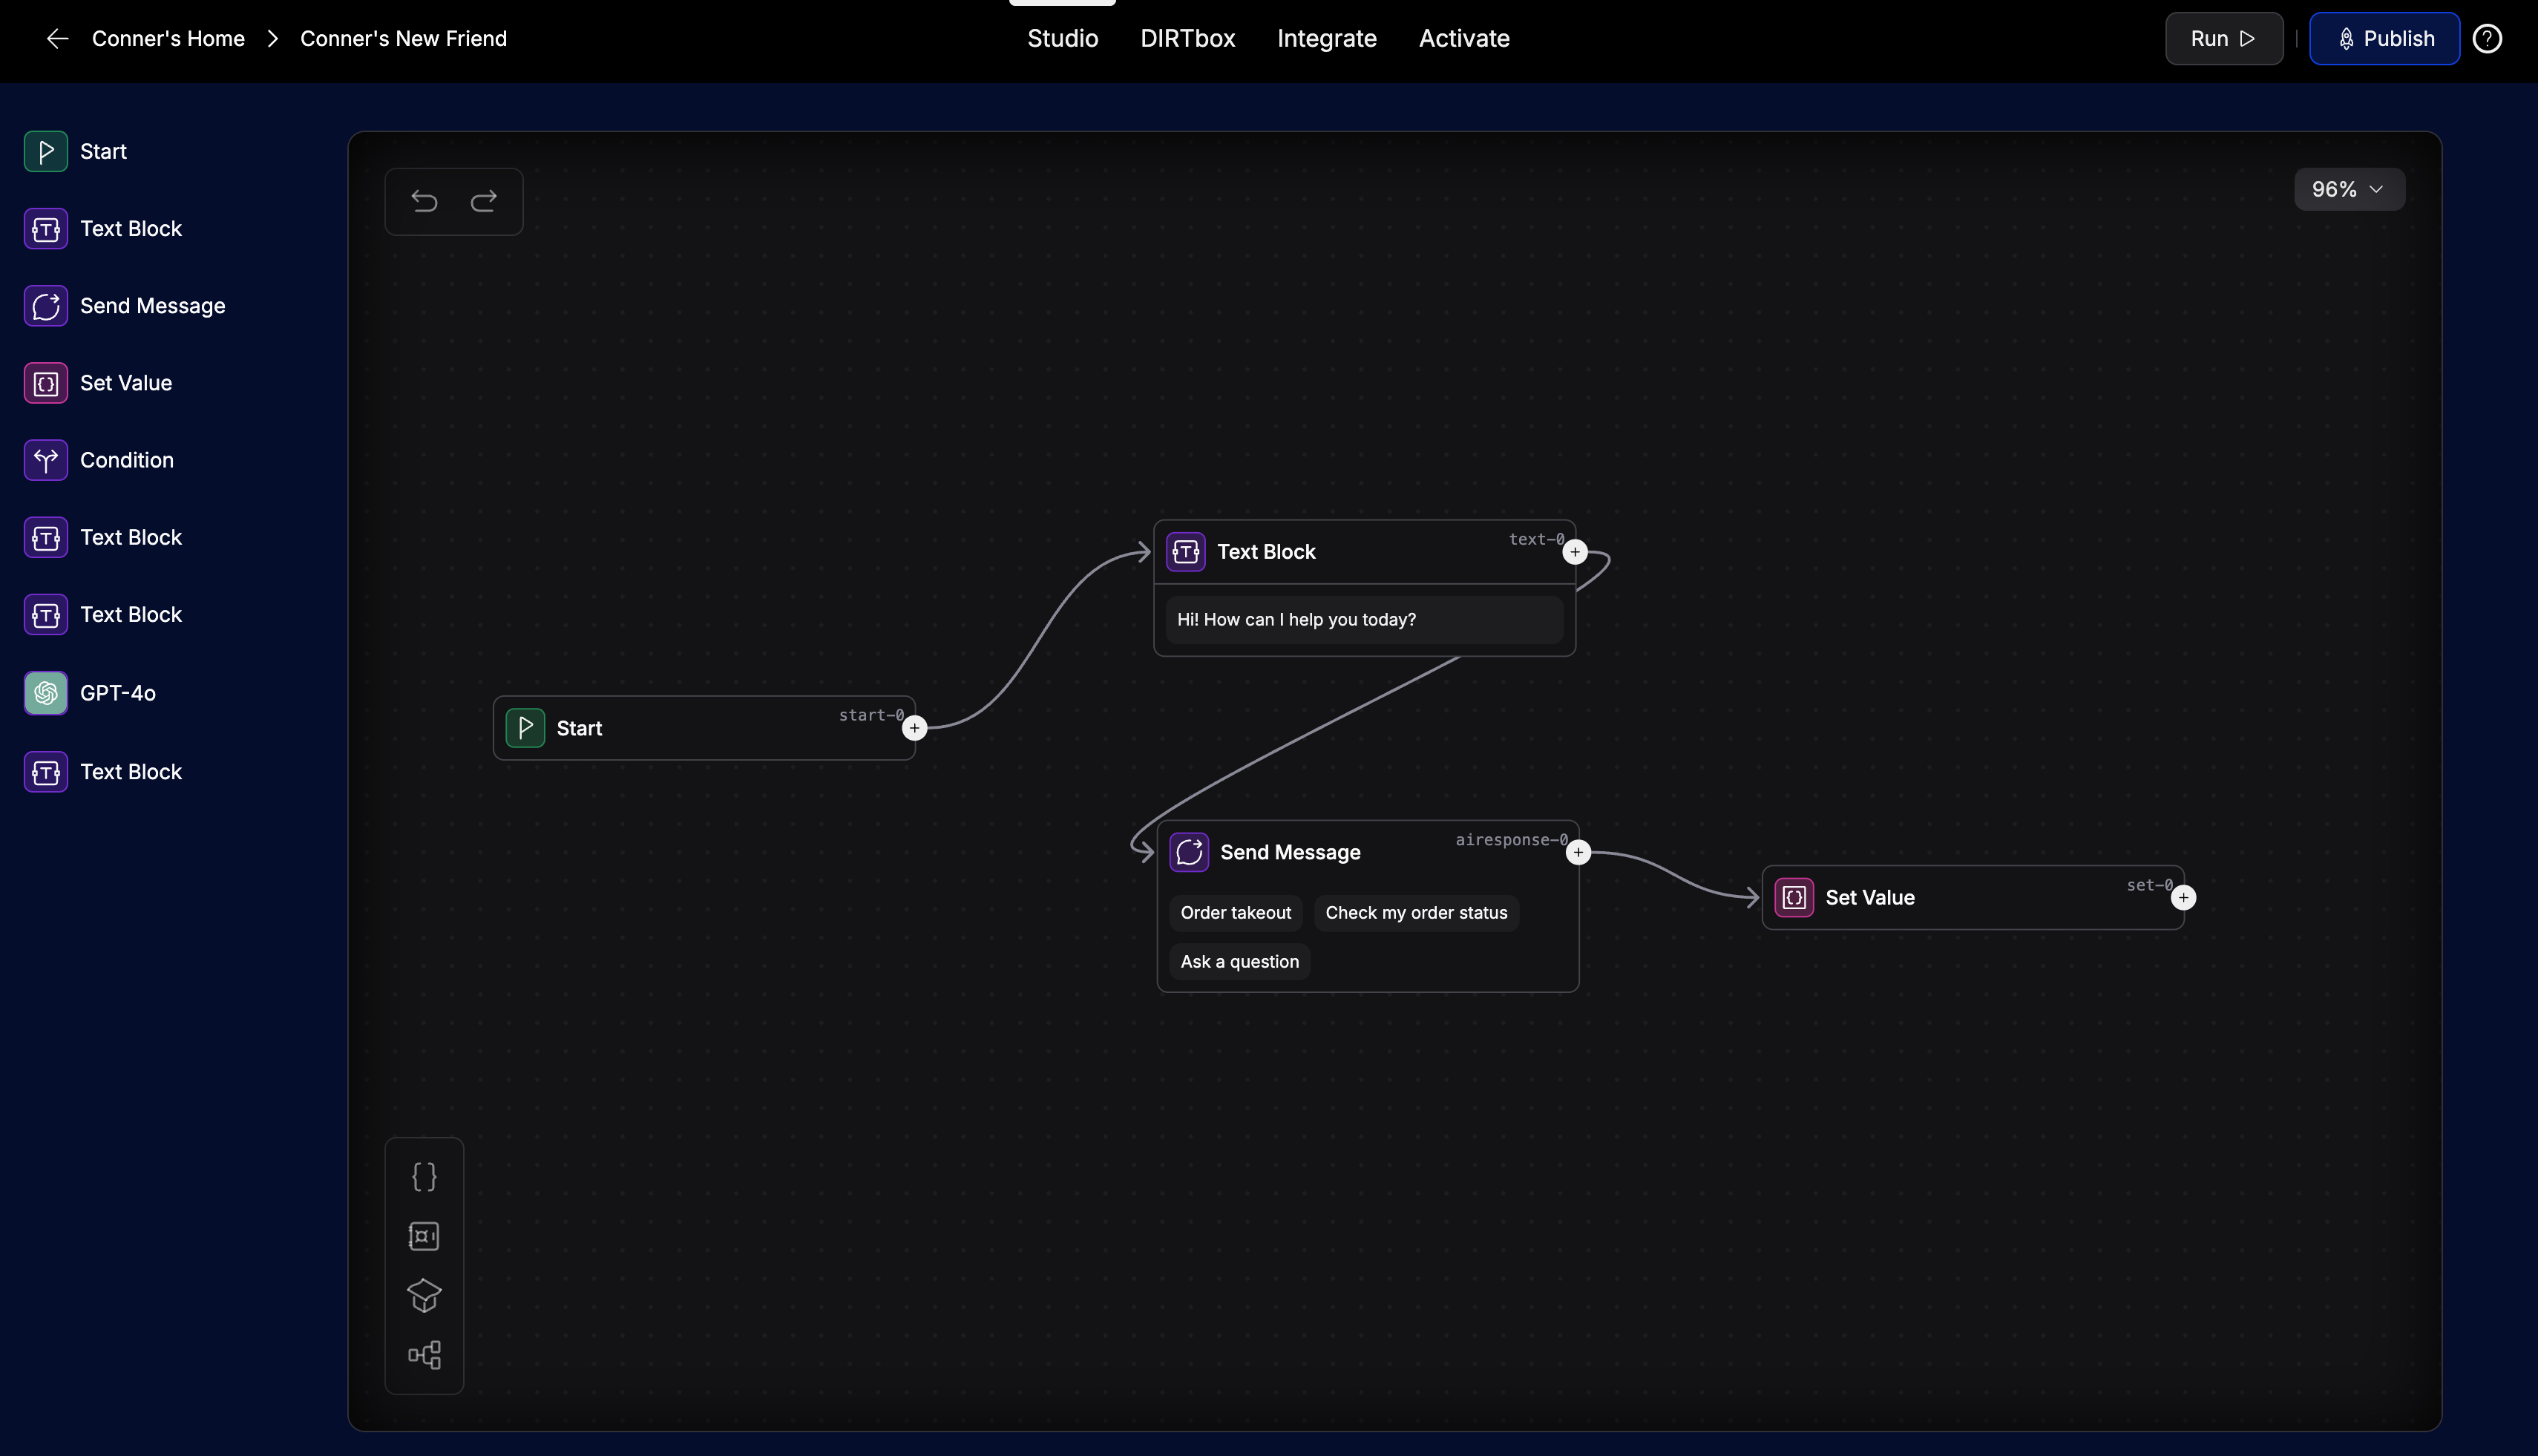 Conner's Home
Conner's New Friend
Studio
DIRTbox
Integrate
Activate
Run
Publish
?
Start
Text Block
Send Message
Set Value
Condition
Text Block
Text Block
GPT-4o
Text Block
96%
Text Block
text-0
Hi! How can I help you today?
Start
start-0
Send Message
airesponse-0
Order takeout
Check my order status
Ask a question
Set Value
set-0